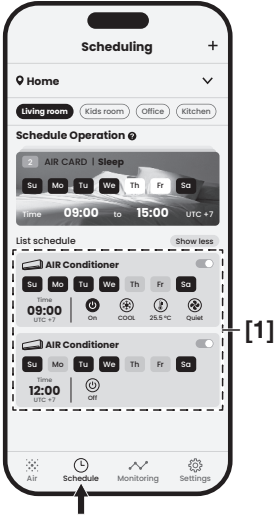 Scheduling +
Home
Living room Kids room Office Kitchen
Schedule Operation ?
2 AIR CARD | Sleep
Su Mo Tu We Th Fr Sa
Time 09:00 to 15:00 UTC +7
List schedule Show less
AIR Conditioner
Su Mo Tu We Th Fr Sa
Time
09:00
UTC +7
On COOL 25.5 °C Quiet
[1]
AIR Conditioner
Su Mo Tu We Th Fr Sa
Time
12:00
UTC +7
Off
Air Schedule Monitoring Settings